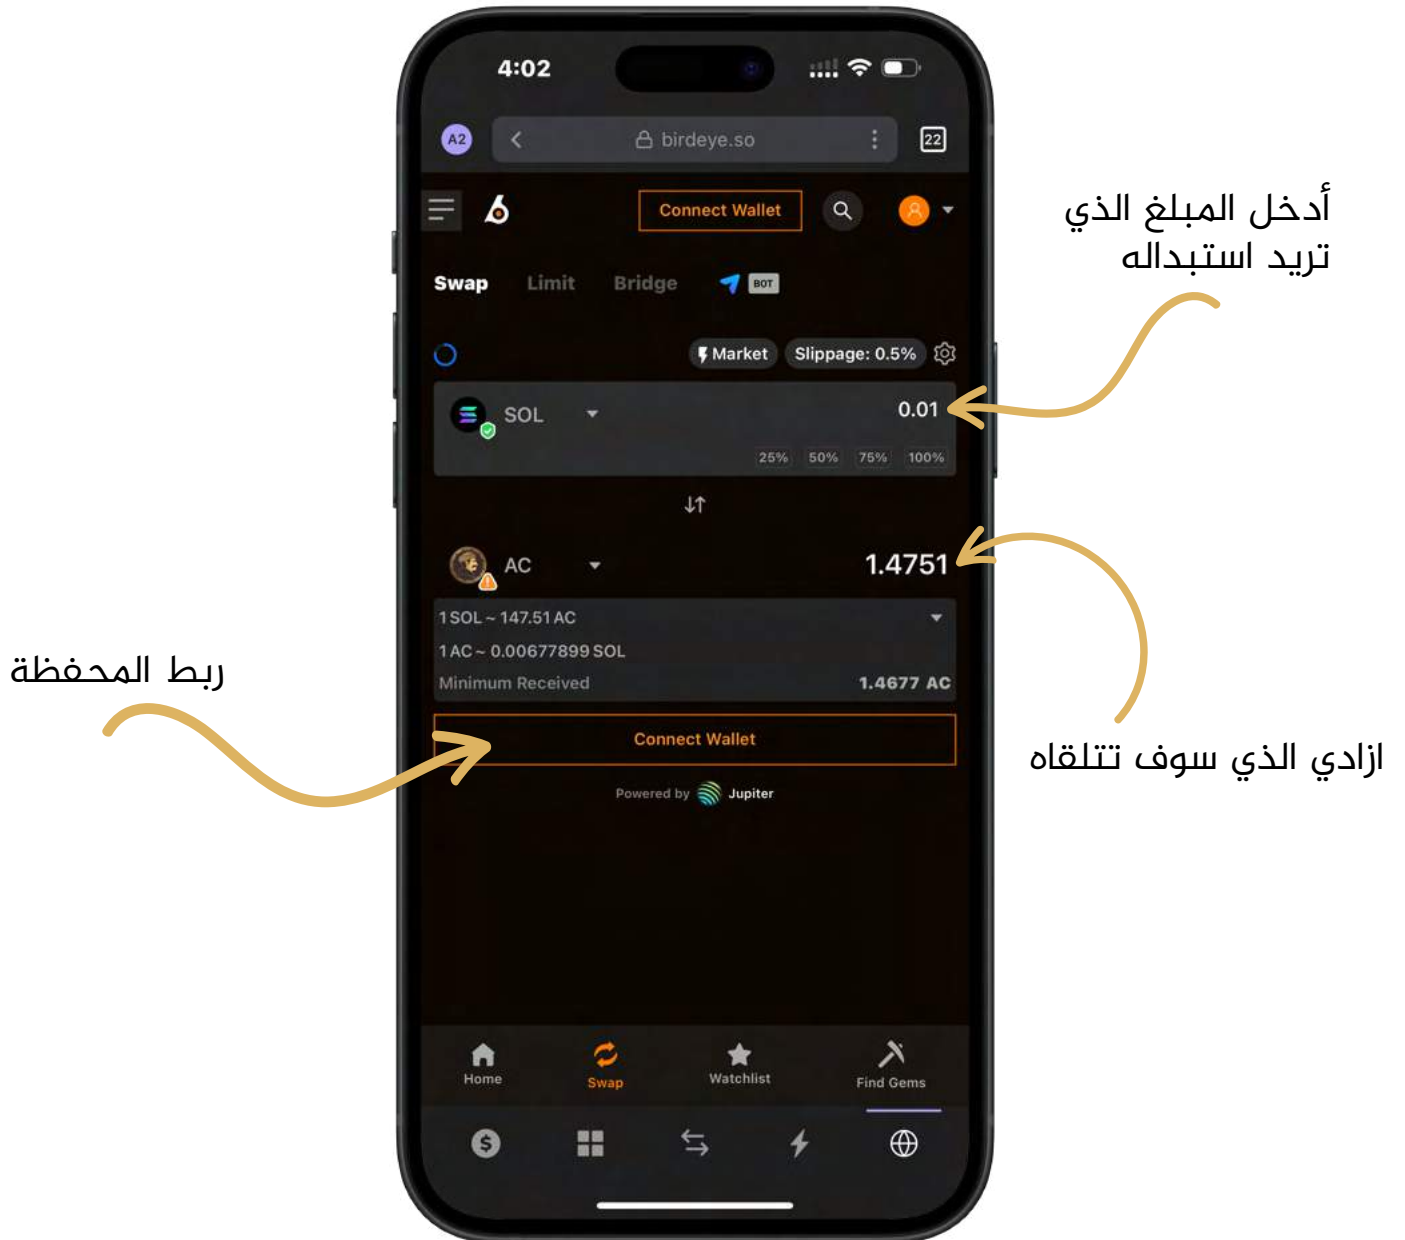 4:02
A2
birdeye.so
22
Connect Wallet
أدخل المبلغ الذي
تريد استبداله
Swap Limit Bridge BOT
Market Slippage: 0.5%
SOL 0.01
25% 50% 75% 100%
AC 1.4751
1 SOL ~ 147.51 AC
1 AC ~ 0.00677899 SOL
Minimum Received 1.4677 AC
ربط المحفظة
Connect Wallet
ازادي الذي سوف تتلقاه
Powered by Jupiter
Home Swap Watchlist Find Gems